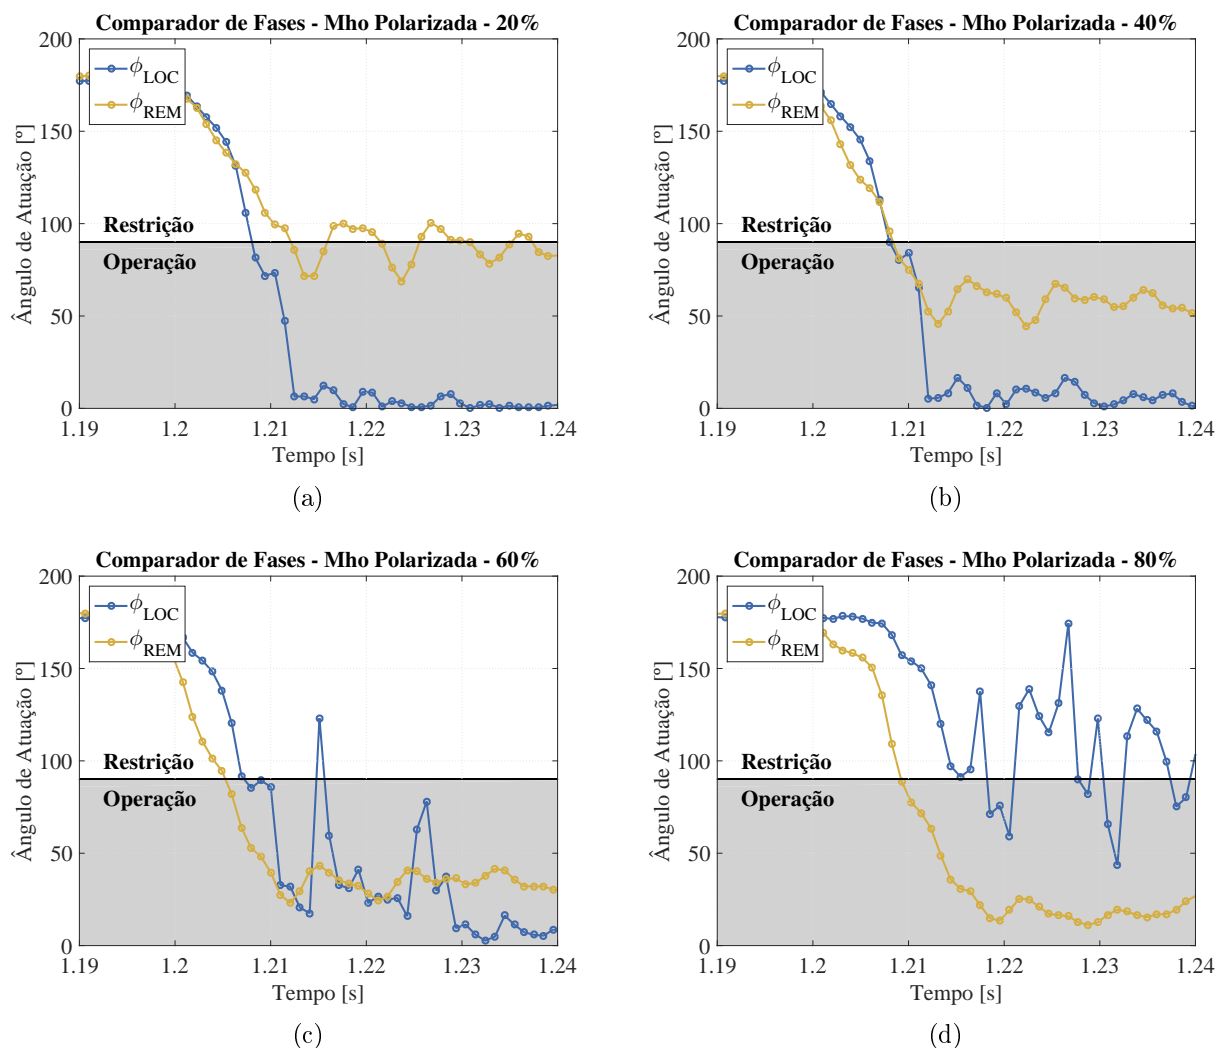 Comparador de Fases - Mho Polarizada - 20%
200
150
100
50
0
Ângulo de Atuação [º]
ϕLOC
ϕREM
Restrição
Operação
1.19 1.2 1.21 1.22 1.23 1.24
Tempo [s]
(a)
Comparador de Fases - Mho Polarizada - 40%
200
150
100
50
0
Ângulo de Atuação [º]
ϕLOC
ϕREM
Restrição
Operação
1.19 1.2 1.21 1.22 1.23 1.24
Tempo [s]
(b)
Comparador de Fases - Mho Polarizada - 60%
200
150
100
50
0
Ângulo de Atuação [º]
ϕLOC
ϕREM
Restrição
Operação
1.19 1.2 1.21 1.22 1.23 1.24
Tempo [s]
(c)
Comparador de Fases - Mho Polarizada - 80%
200
150
100
50
0
Ângulo de Atuação [º]
ϕLOC
ϕREM
Restrição
Operação
1.19 1.2 1.21 1.22 1.23 1.24
Tempo [s]
(d)